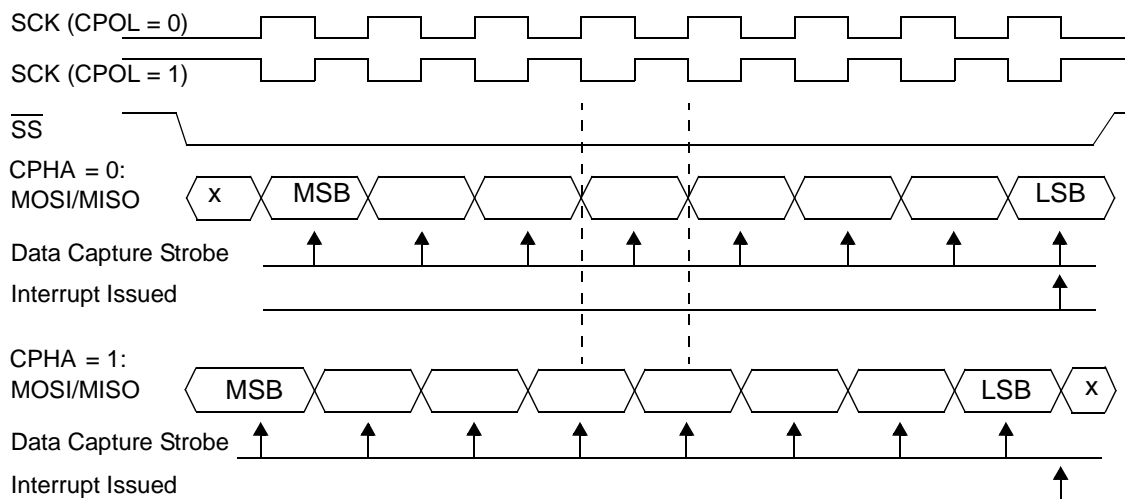 SCK (CPOL = 0)
SCK (CPOL = 1)
SS
CPHA = 0:
MOSI/MISO
x
MSB
LSB
Data Capture Strobe
Interrupt Issued
CPHA = 1:
MOSI/MISO
MSB
LSB
x
Data Capture Strobe
Interrupt Issued